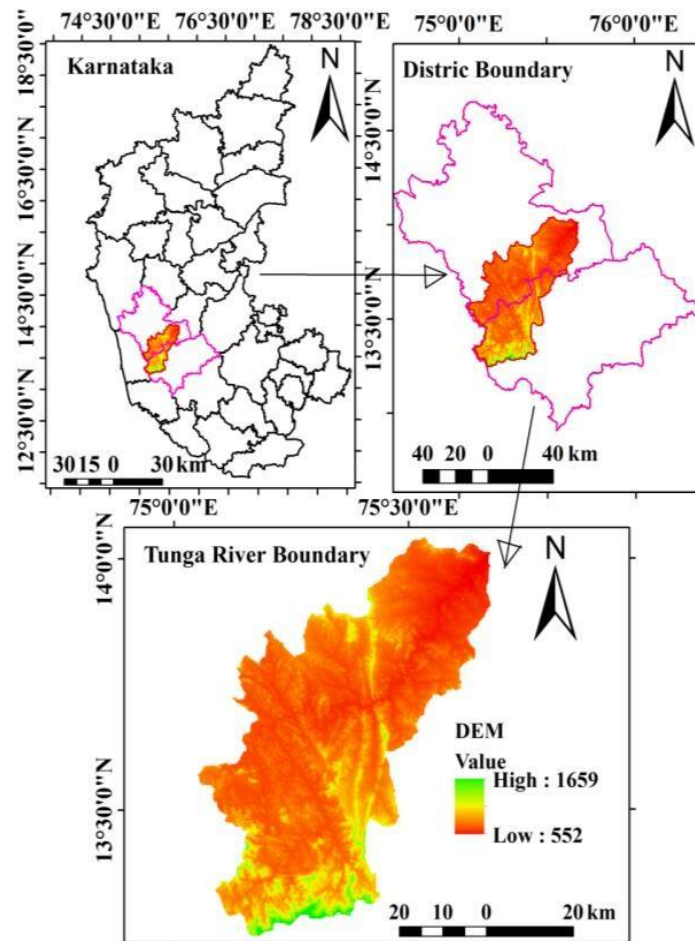 74°30'0"E 76°30'0"E 78°30'0"E
Karnataka
N
18°30'0"N
16°30'0"N
14°30'0"N
12°30'0"N
30 15 0 30 km
75°0'0"E 76°0'0"E
Distric Boundary
N
14°30'0"N
13°30'0"N
40 20 0 40 km
75°0'0"E 75°30'0"E
Tunga River Boundary
N
14°0'0"N
13°30'0"N
DEM
Value
High : 1659
Low : 552
20 10 0 20 km